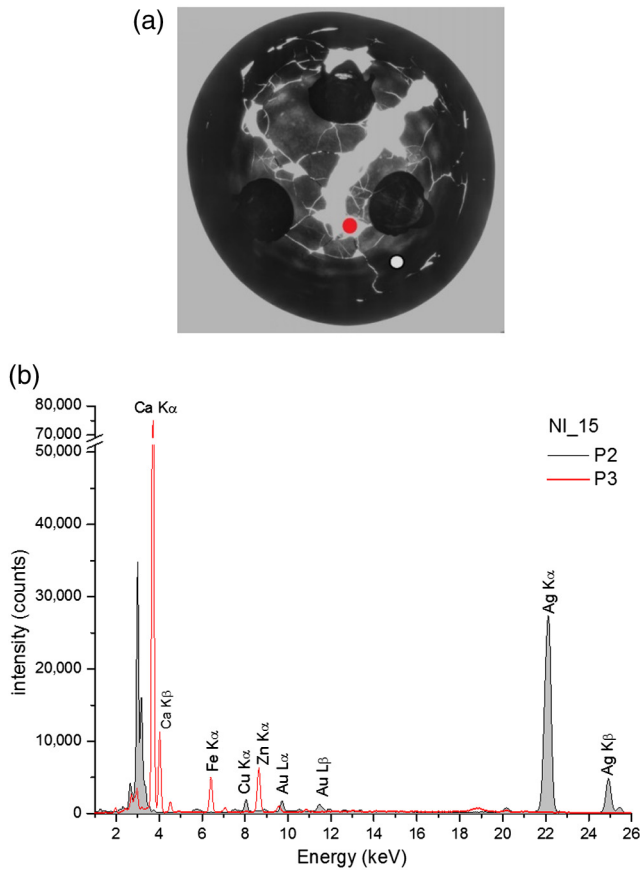 (a)
(b)
80,000
70,000
50,000
40,000
30,000
20,000
10,000
0
intensity (counts)
Ca Kα
Ca Kβ
Fe Kα
Cu Kα
Zn Kα
Au Lα
Au Lβ
Ag Kα
Ag Kβ
NI_15
P2
P3
2 4 6 8 10 12 14 16 18 20 22 24 26
Energy (keV)